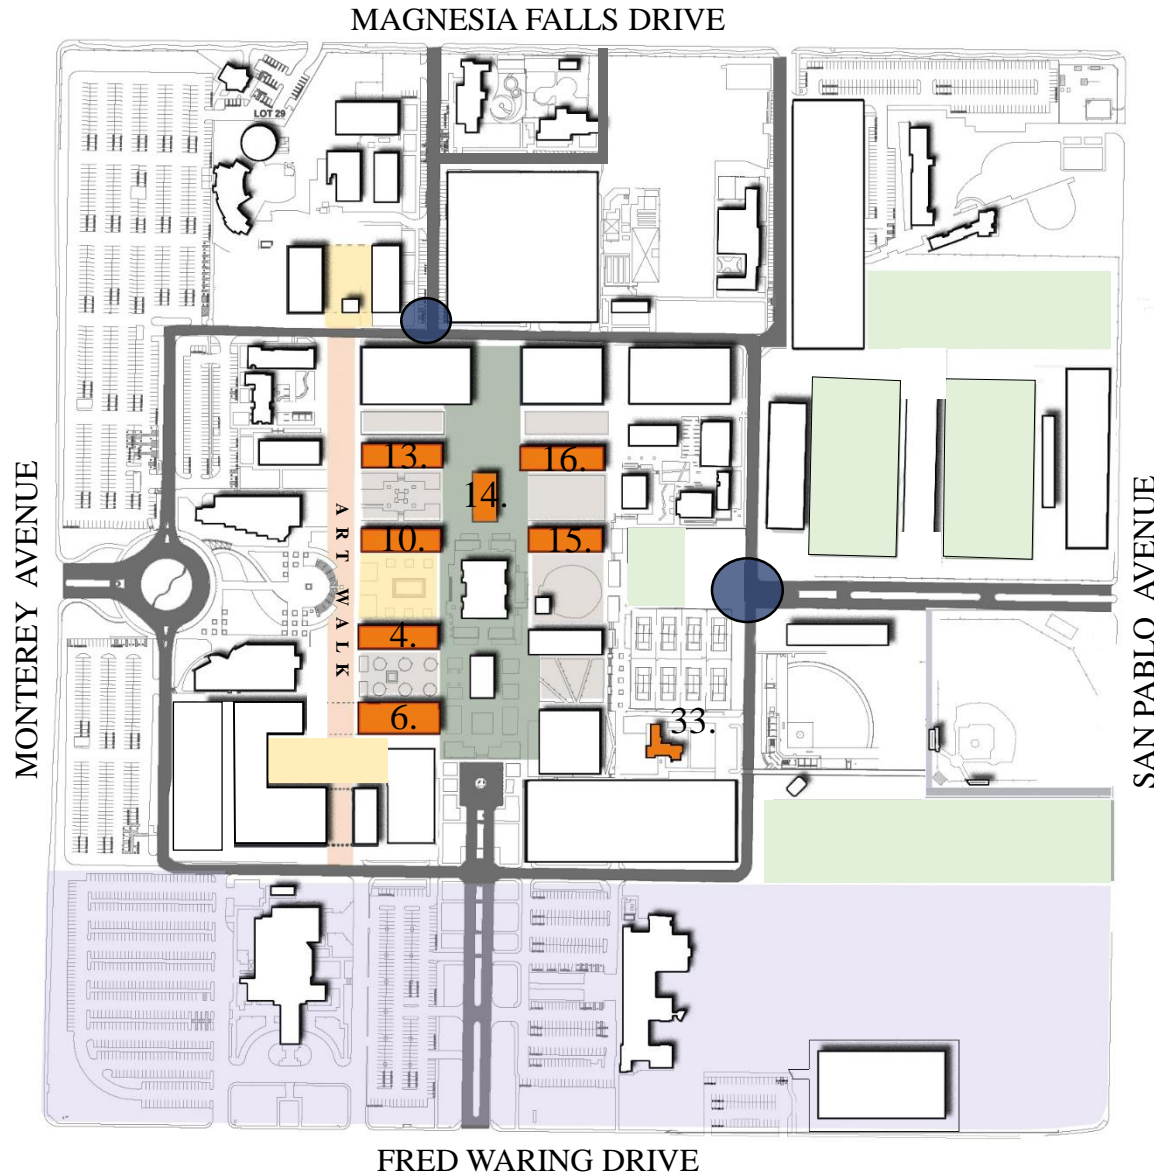 MAGNESIA FALLS DRIVE
LOT 29
13.
16.
14.
10.
15.
ART WALK
4.
6.
33.
MONTEREY AVENUE
SAN PABLO AVENUE
FRED WARING DRIVE